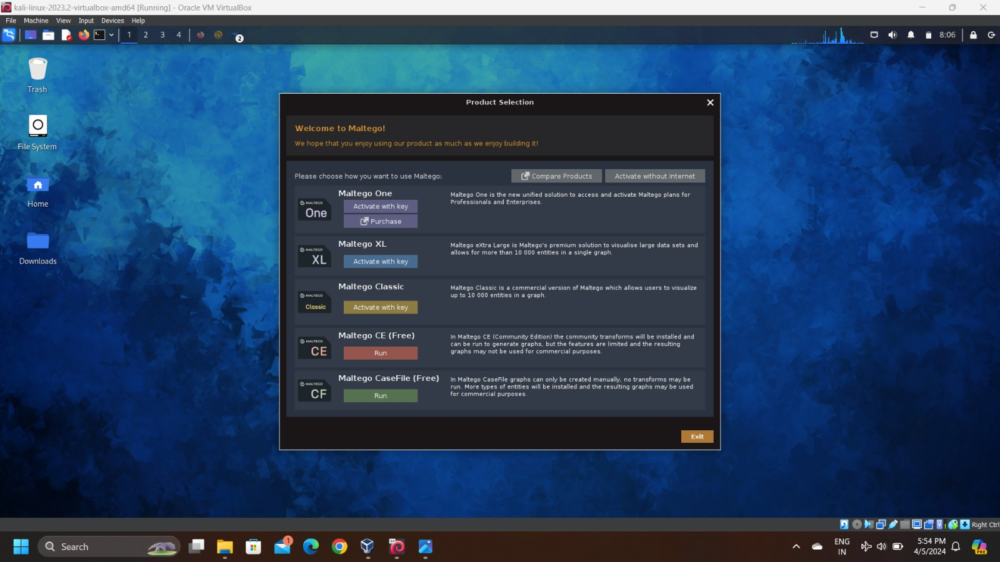 kali-linux-2023.2-virtualbox-amd64 [Running] - Oracle VM VirtualBox
File Machine View Input Devices Help
1 2 3 4 2 8:06
Trash
File System
Home
Downloads
Product Selection
Welcome to Maltego!
We hope that you enjoy using our product as much as we enjoy building it!
Please choose how you want to use Maltego:
Compare Products
Activate without Internet
MALTEGO
One
Maltego One
Activate with key
Purchase
Maltego One is the new unified solution to access and activate Maltego plans for
Professionals and Enterprises.
MALTEGO
XL
Maltego XL
Activate with key
Maltego eXtra Large is Maltego's premium solution to visualise large data sets and
allows for more than 10 000 entities in a single graph.
MALTEGO
Classic
Maltego Classic
Activate with key
Maltego Classic is a commercial version of Maltego which allows users to visualize
up to 10 000 entities in a graph.
MALTEGO
CE
Maltego CE (Free)
Run
In Maltego CE (Community Edition) the community transforms will be installed and
can be run to generate graphs, but the features are limited and the resulting
graphs may not be used for commercial purposes.
MALTEGO
CF
Maltego CaseFile (Free)
Run
In Maltego CaseFile graphs can only be created manually, no transforms may be
run. More types of entities will be installed and the resulting graphs may be used
for commercial purposes.
Exit
Right Ctrl
Search
1
ENG
IN
5:54 PM
4/5/2024
PRE